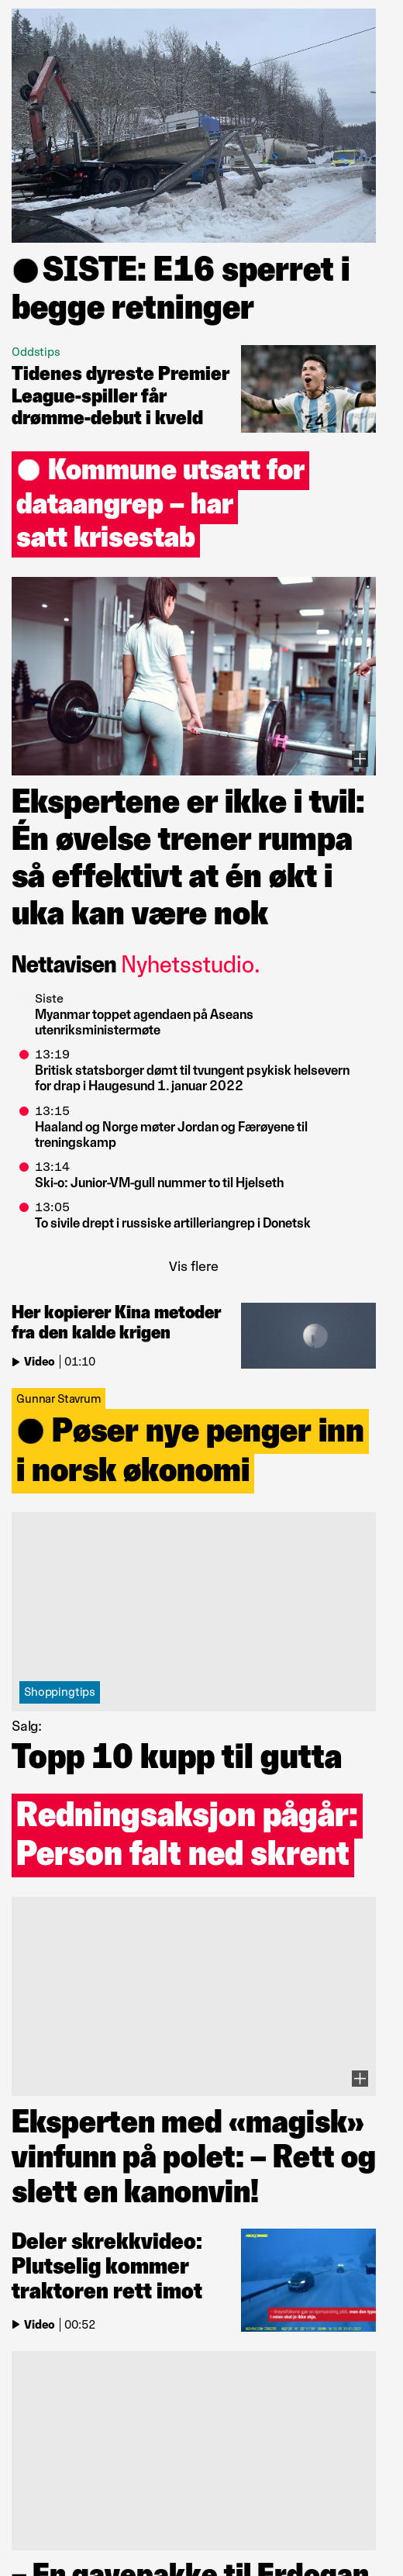 SISTE: E16 sperret i
begge retninger
Oddstips
Tidenes dyreste Premier
League-spiller får
drømme-debut i kveld
24
Kommune utsatt for
dataangrep – har
satt krisestab
Ekspertene er ikke i tvil:
Én øvelse trener rumpa
så effektivt at én økt i
uka kan være nok
Nettavisen Nyhetsstudio.
Siste
Myanmar toppet agendaen på Aseans
utenriksministermøte
13:19
Britisk statsborger dømt til tvungent psykisk helsevern
for drap i Haugesund 1. januar 2022
13:15
Haaland og Norge møter Jordan og Færøyene til
treningskamp
13:14
Ski-o: Junior-VM-gull nummer to til Hjelseth
13:05
To sivile drept i russiske artilleriangrep i Donetsk
Vis flere
Her kopierer Kina metoder
fra den kalde krigen
Video | 01:10
Gunnar Stavrum
Pøser nye penger inn
i norsk økonomi
Shoppingtips
Salg:
Topp 10 kupp til gutta
Redningsaksjon pågår:
Person falt ned skrent
Eksperten med «magisk»
vinfunn på polet: – Rett og
slett en kanonvin!
Deler skrekkvideo:
Plutselig kommer
traktoren rett imot
Video | 00:52
– En gavepakke til Erdogan